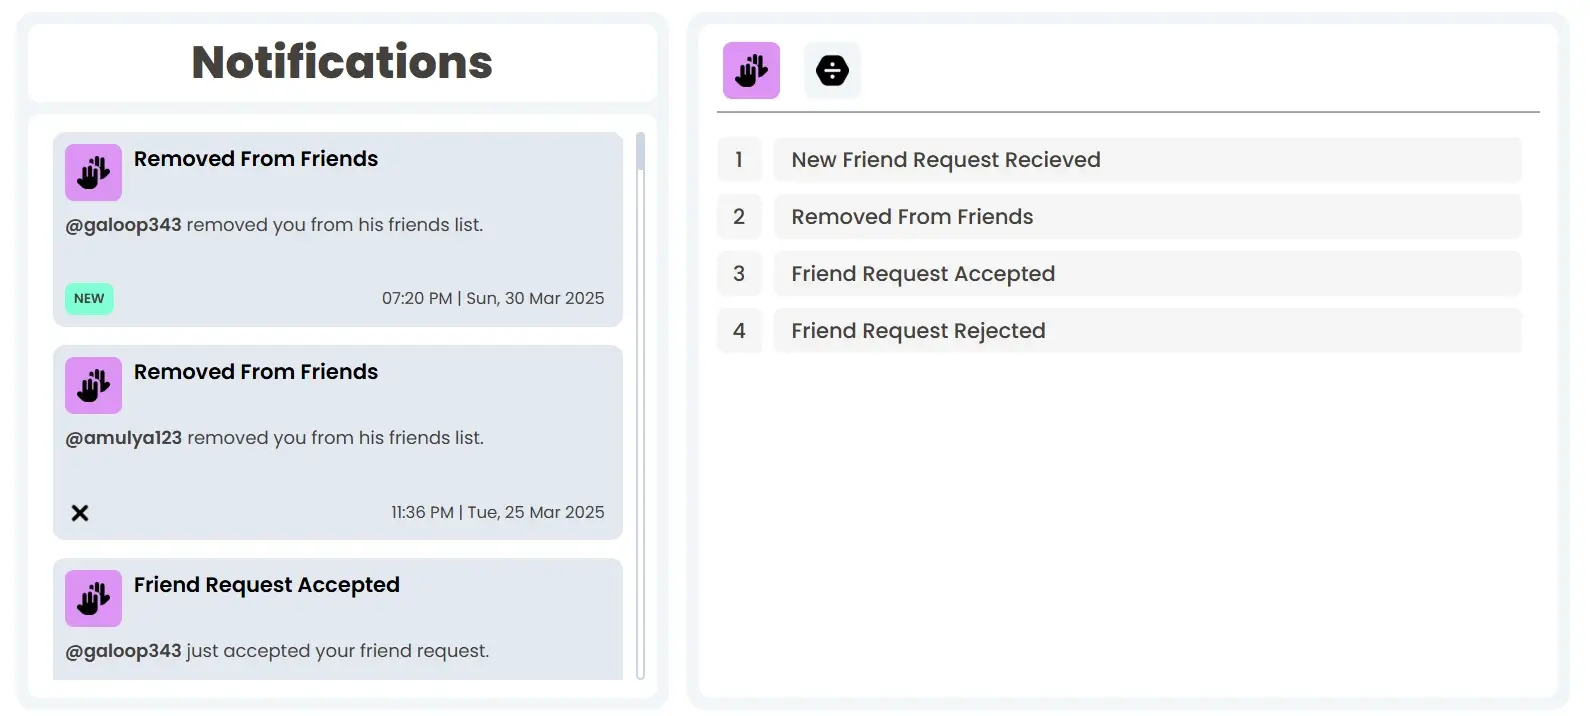 Notifications
Removed From Friends
@galoop343 removed you from his friends list.
NEW
07:20 PM | Sun, 30 Mar 2025
Removed From Friends
@amulya123 removed you from his friends list.
11:36 PM | Tue, 25 Mar 2025
Friend Request Accepted
@galoop343 just accepted your friend request.
1 New Friend Request Recieved
2 Removed From Friends
3 Friend Request Accepted
4 Friend Request Rejected